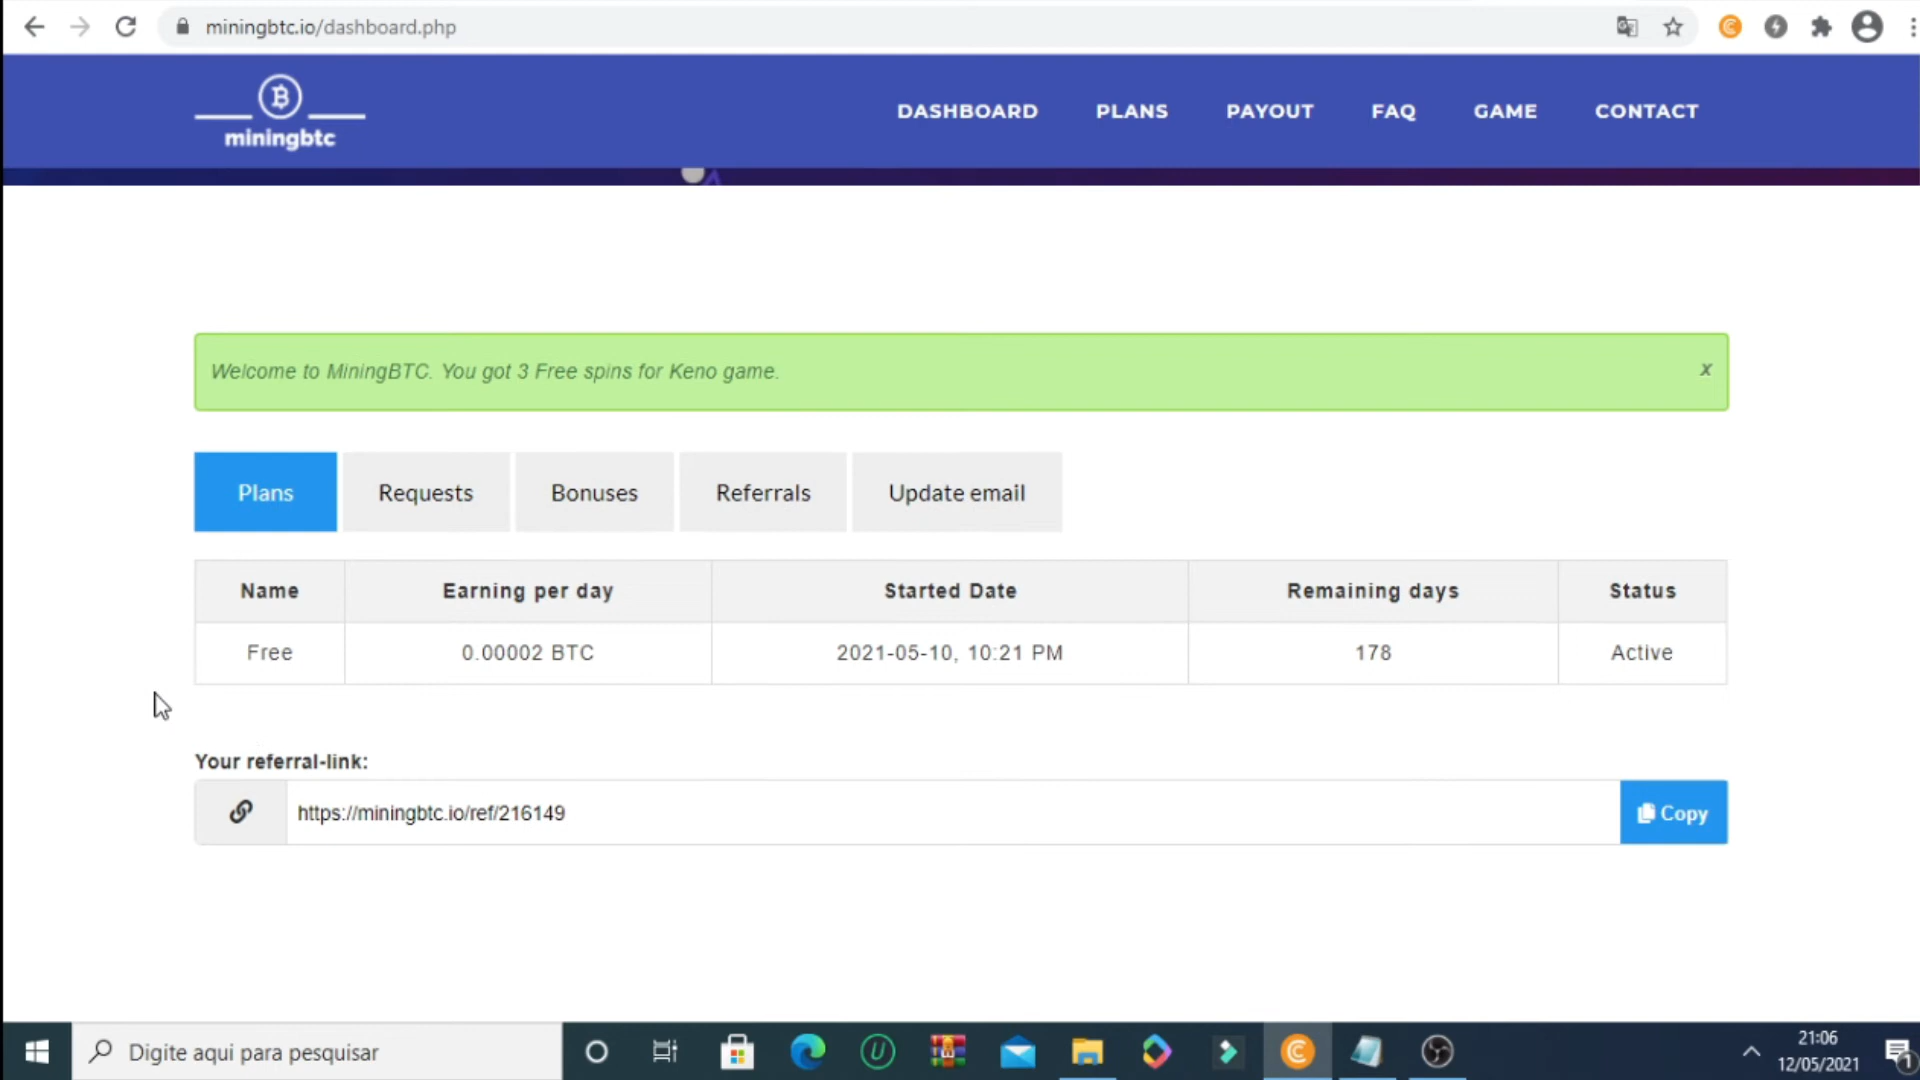 miningbtc.io/dashboard.php
miningbtc
DASHBOARD PLANS PAYOUT FAQ GAME CONTACT
Welcome to MiningBTC. You got 3 Free spins for Keno game. x
Plans Requests Bonuses Referrals Update email
Name Earning per day Started Date Remaining days Status
Free 0.00002 BTC 2021-05-10, 10:21 PM 178 Active
Your referral-link:
https://miningbtc.io/ref/216149 Copy
Digite aqui para pesquisar
21:06
12/05/2021
1